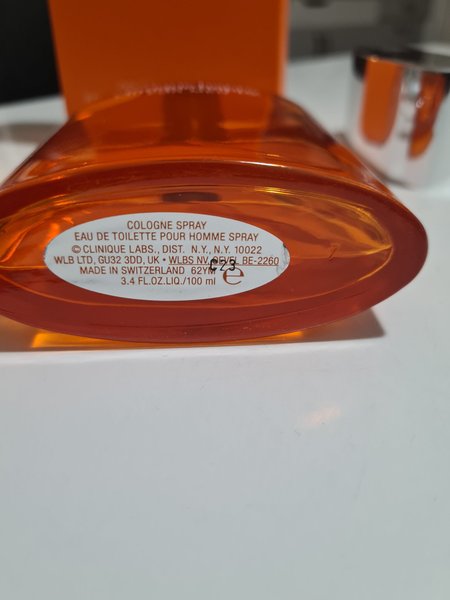 COLOGNE SPRAY
EAU DE TOILETTE POUR HOMME SPRAY
© CLINIQUE LABS., DIST. N.Y., N.Y. 10022
WLB LTD, GU32 3DD, UK • WLBS NV, BE-2260
MADE IN SWITZERLAND 62YM
3.4 FL.OZ.LIQ./100 ml ℮